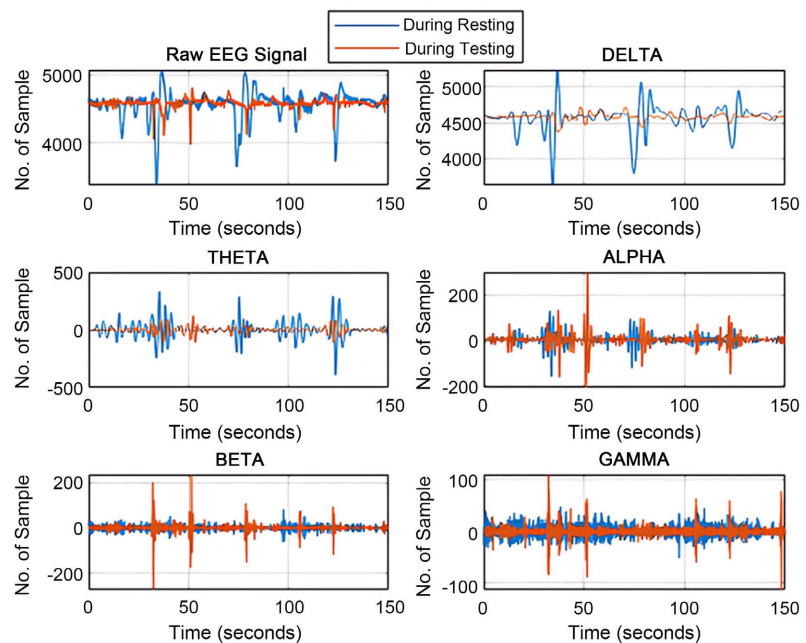 During Resting
During Testing
Raw EEG Signal
No. of Sample
5000
4000
0 50 100 150
Time (seconds)
DELTA
No. of Sample
5000
4500
4000
0 50 100 150
Time (seconds)
THETA
No. of Sample
500
0
-500
0 50 100 150
Time (seconds)
ALPHA
No. of Sample
200
0
-200
0 50 100 150
Time (seconds)
BETA
No. of Sample
200
0
-200
0 50 100 150
Time (seconds)
GAMMA
No. of Sample
100
0
-100
0 50 100 150
Time (seconds)